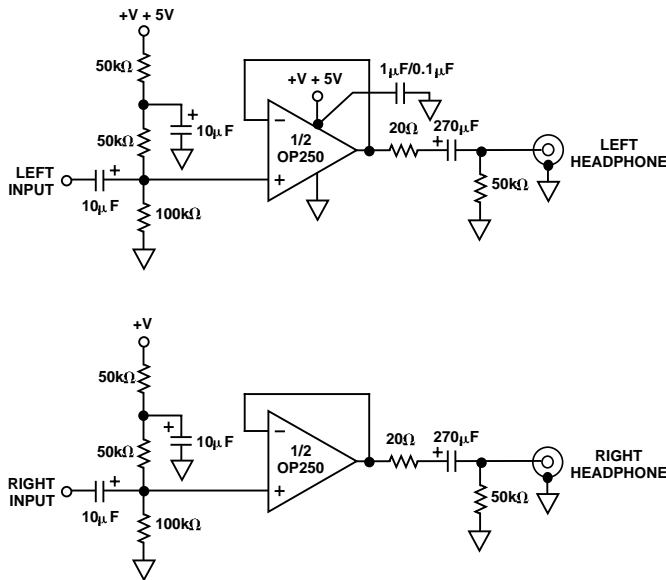 +V + 5V
50kΩ
+V + 5V
1µF/0.1µF
+
10µF
50kΩ
−
1/2
OP250
+
20Ω
270µF
+
LEFT
HEADPHONE
LEFT
INPUT
+
10µF
100kΩ
50kΩ
+V
50kΩ
+
10µF
50kΩ
−
1/2
OP250
+
20Ω
270µF
+
RIGHT
HEADPHONE
RIGHT
INPUT
+
10µF
100kΩ
50kΩ